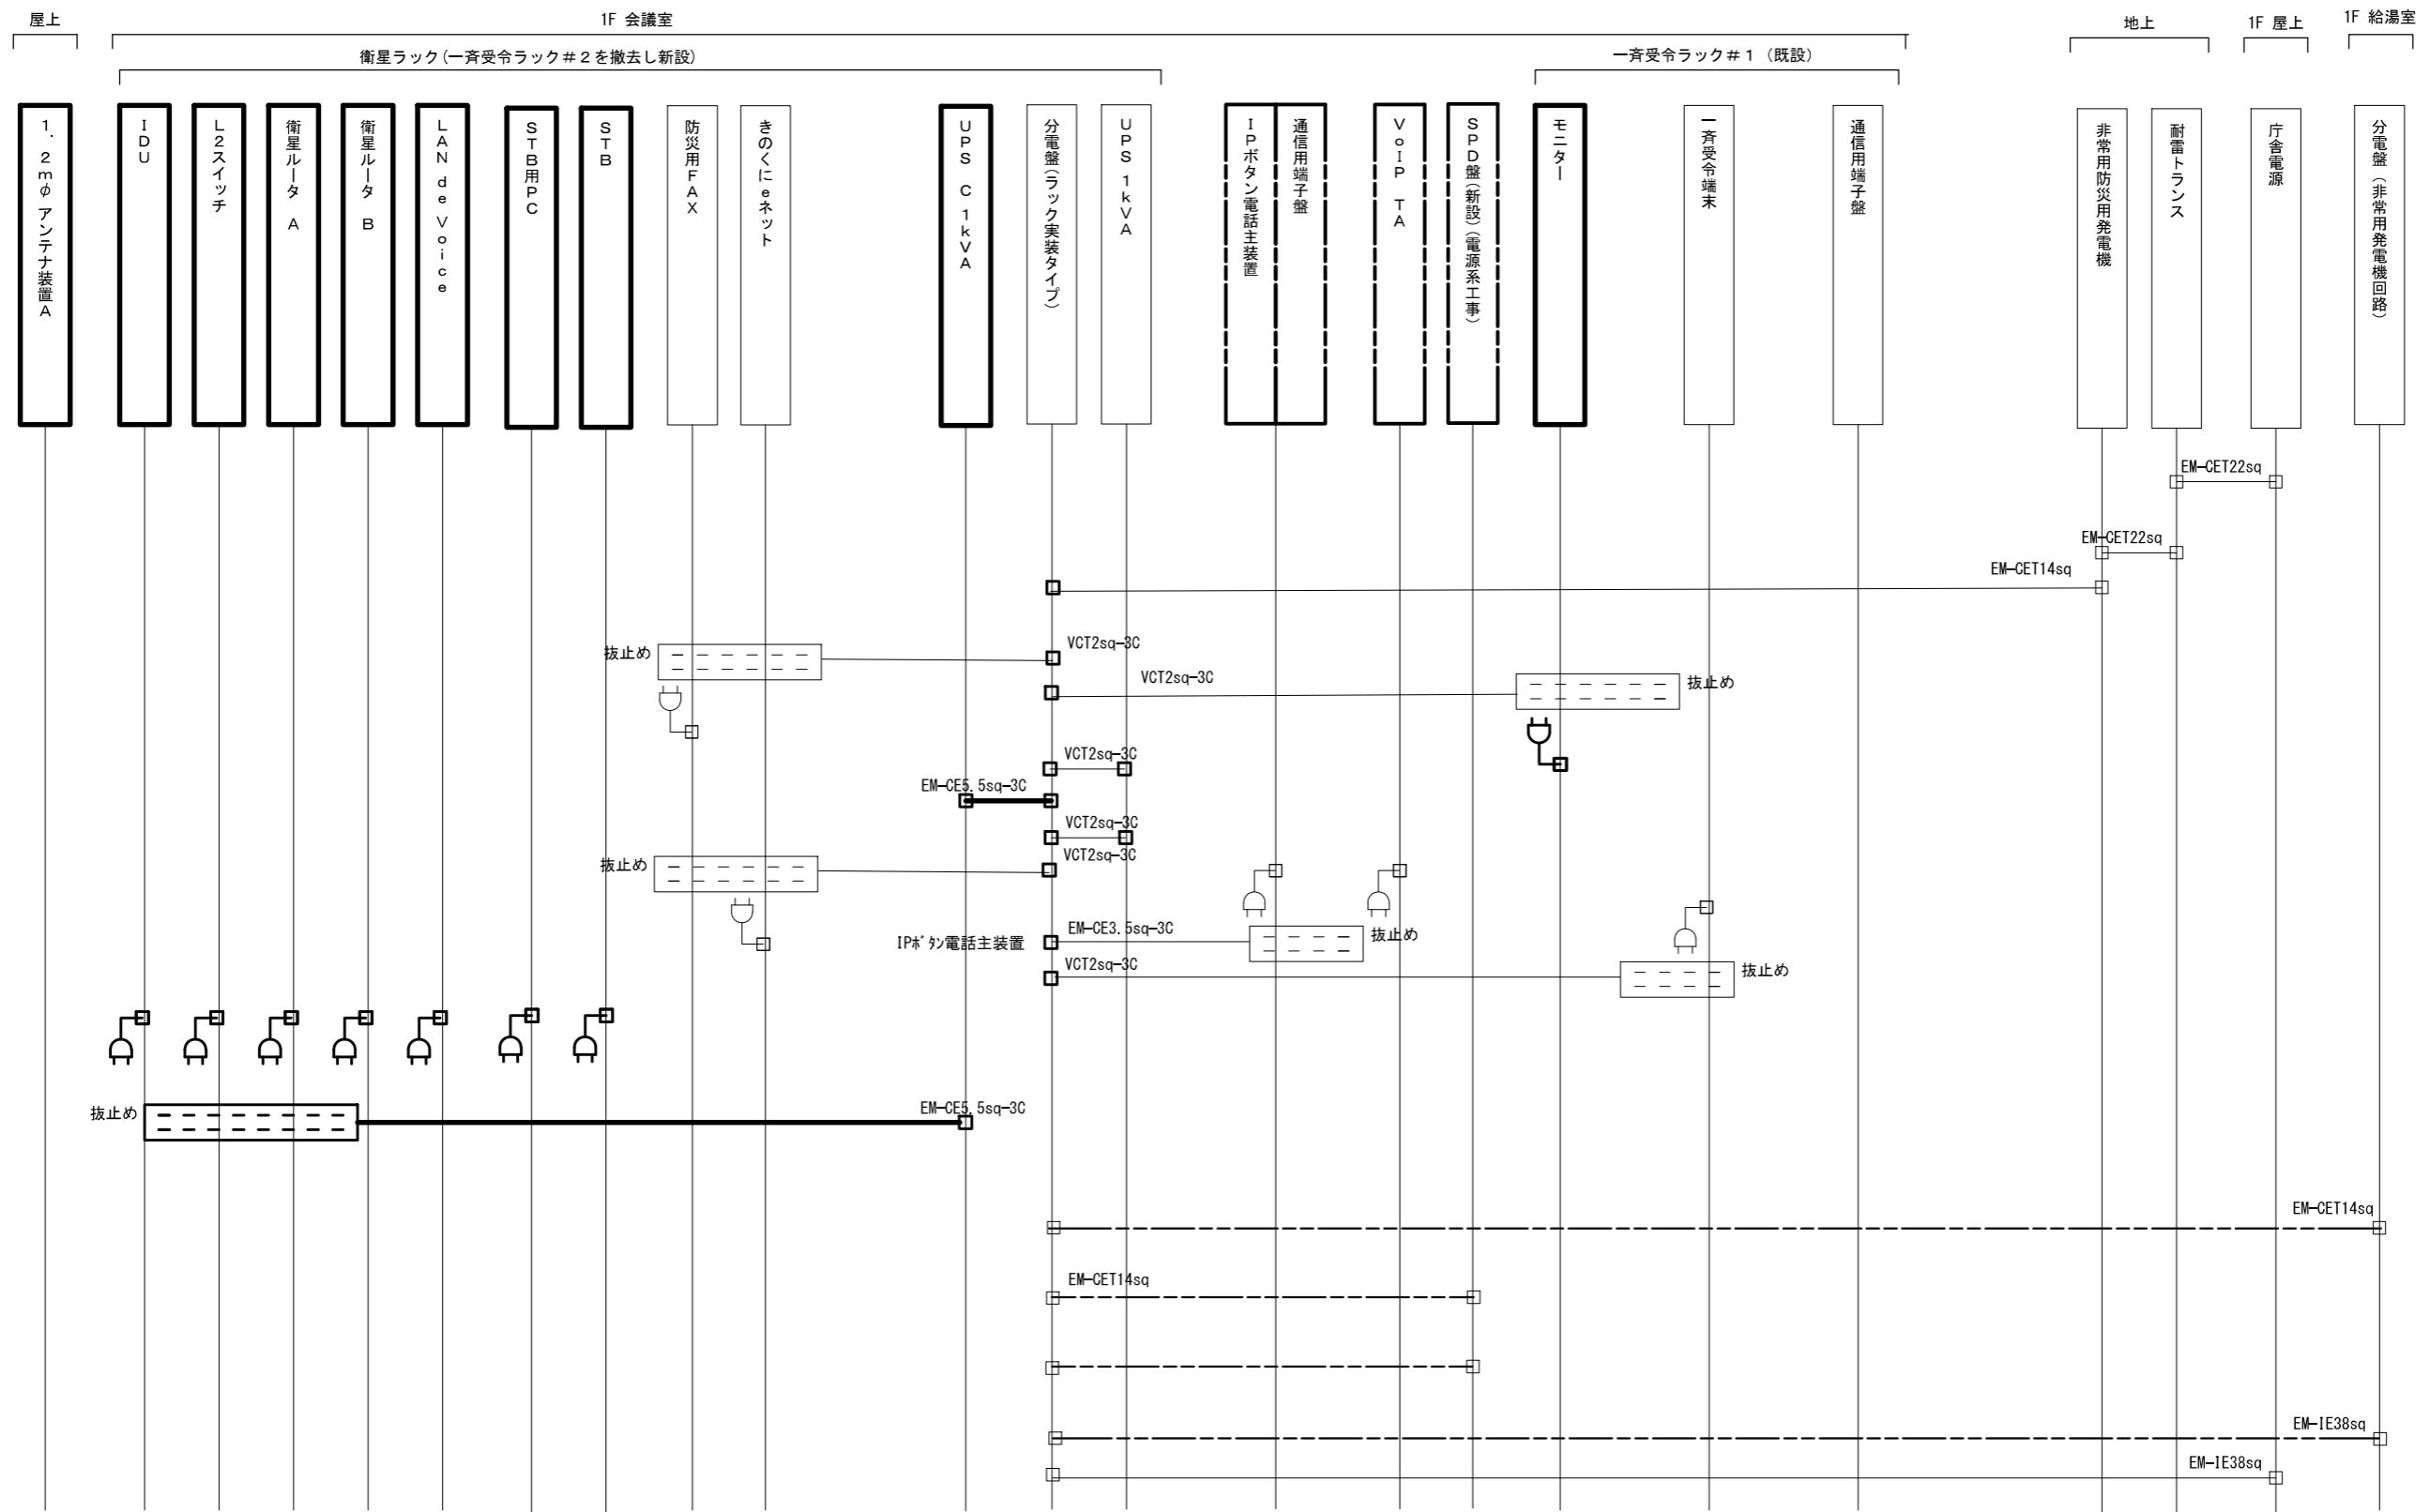 屋上
1F 会議室
地上
1F 屋上
1F 給湯室
衛星ラック(一斉受令ラック＃２を撤去し新設)
一斉受令ラック＃１（既設）
１．２ｍφ アンテナ装置Ａ
ＩＤＵ
Ｌ２スイッチ
衛星ルータ Ａ
衛星ルータ Ｂ
ＬＡＮ ｄｅ Ｖｏｉｃｅ
ＳＴＢ用ＰＣ
ＳＴＢ
防災用ＦＡＸ
きのくにｅネット
ＵＰＳ Ｃ １ｋＶＡ
分電盤(ラック実装タイプ)
ＵＰＳ １ｋＶＡ
ＩＰボタン電話主装置
通信用端子盤
ＶｏＩＰ ＴＡ
ＳＰＤ盤(新設)(電源系工事)
モニター
一斉受令端末
通信用端子盤
非常用防災用発電機
耐雷トランス
庁舎電源
分電盤（非常用発電機回路）
EM-CET22sq
EM-CET22sq
EM-CET14sq
抜止め
VCT2sq-3C
VCT2sq-3C
抜止め
VCT2sq-3C
EM-CE5.5sq-3C
VCT2sq-3C
抜止め
VCT2sq-3C
IPﾎﾞﾀﾝ電話主装置
EM-CE3.5sq-3C
抜止め
VCT2sq-3C
抜止め
抜止め
EM-CE5.5sq-3C
EM-CET14sq
EM-CET14sq
EM-IE38sq
EM-IE38sq